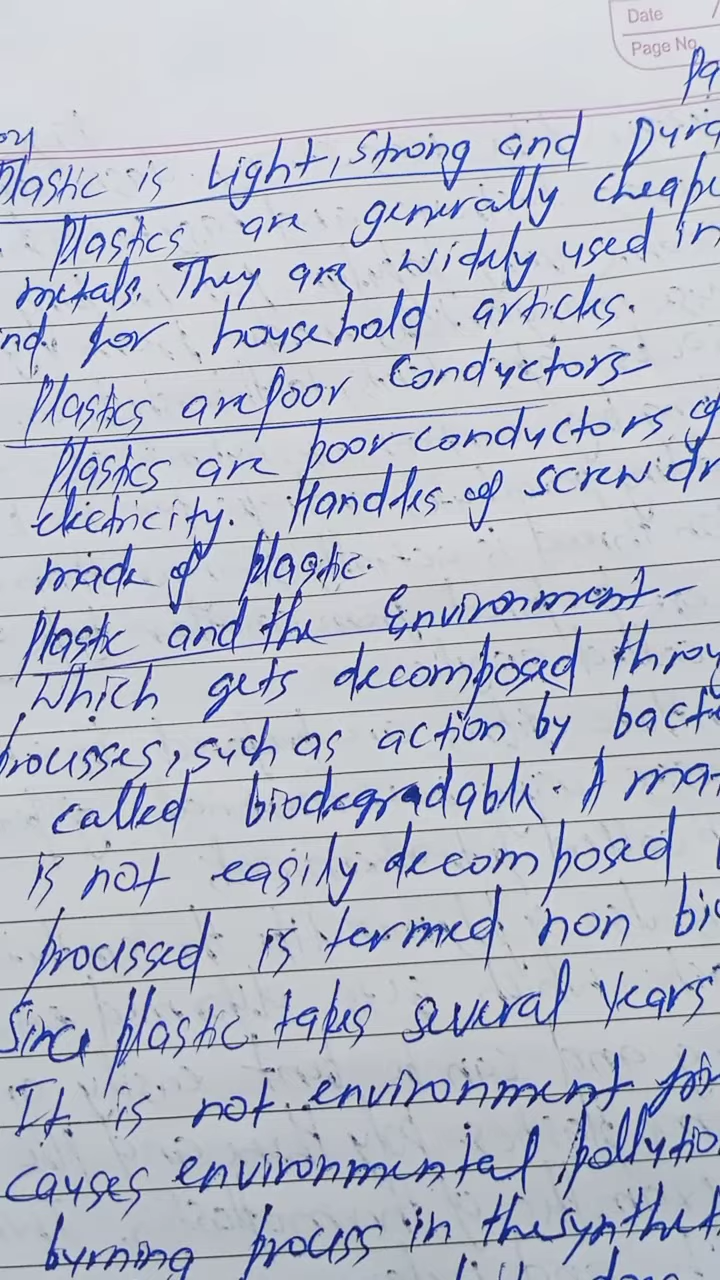 Date
Page No.
Plastic is Light, Strong and
Plastics are generally
metals. They are widely used in
for household articles.
Plastics are Poor Conductors
Plastics are poor conductors of
electricity. Handles of screw
made of plastic.
Plastic and the Environment-
Which gets decomposed
processes, such as action by
called biodegradable. A
is not easily decomposed
processed is termed non
Since plastic takes several years
It is not environment
causes environmental
burning process in the